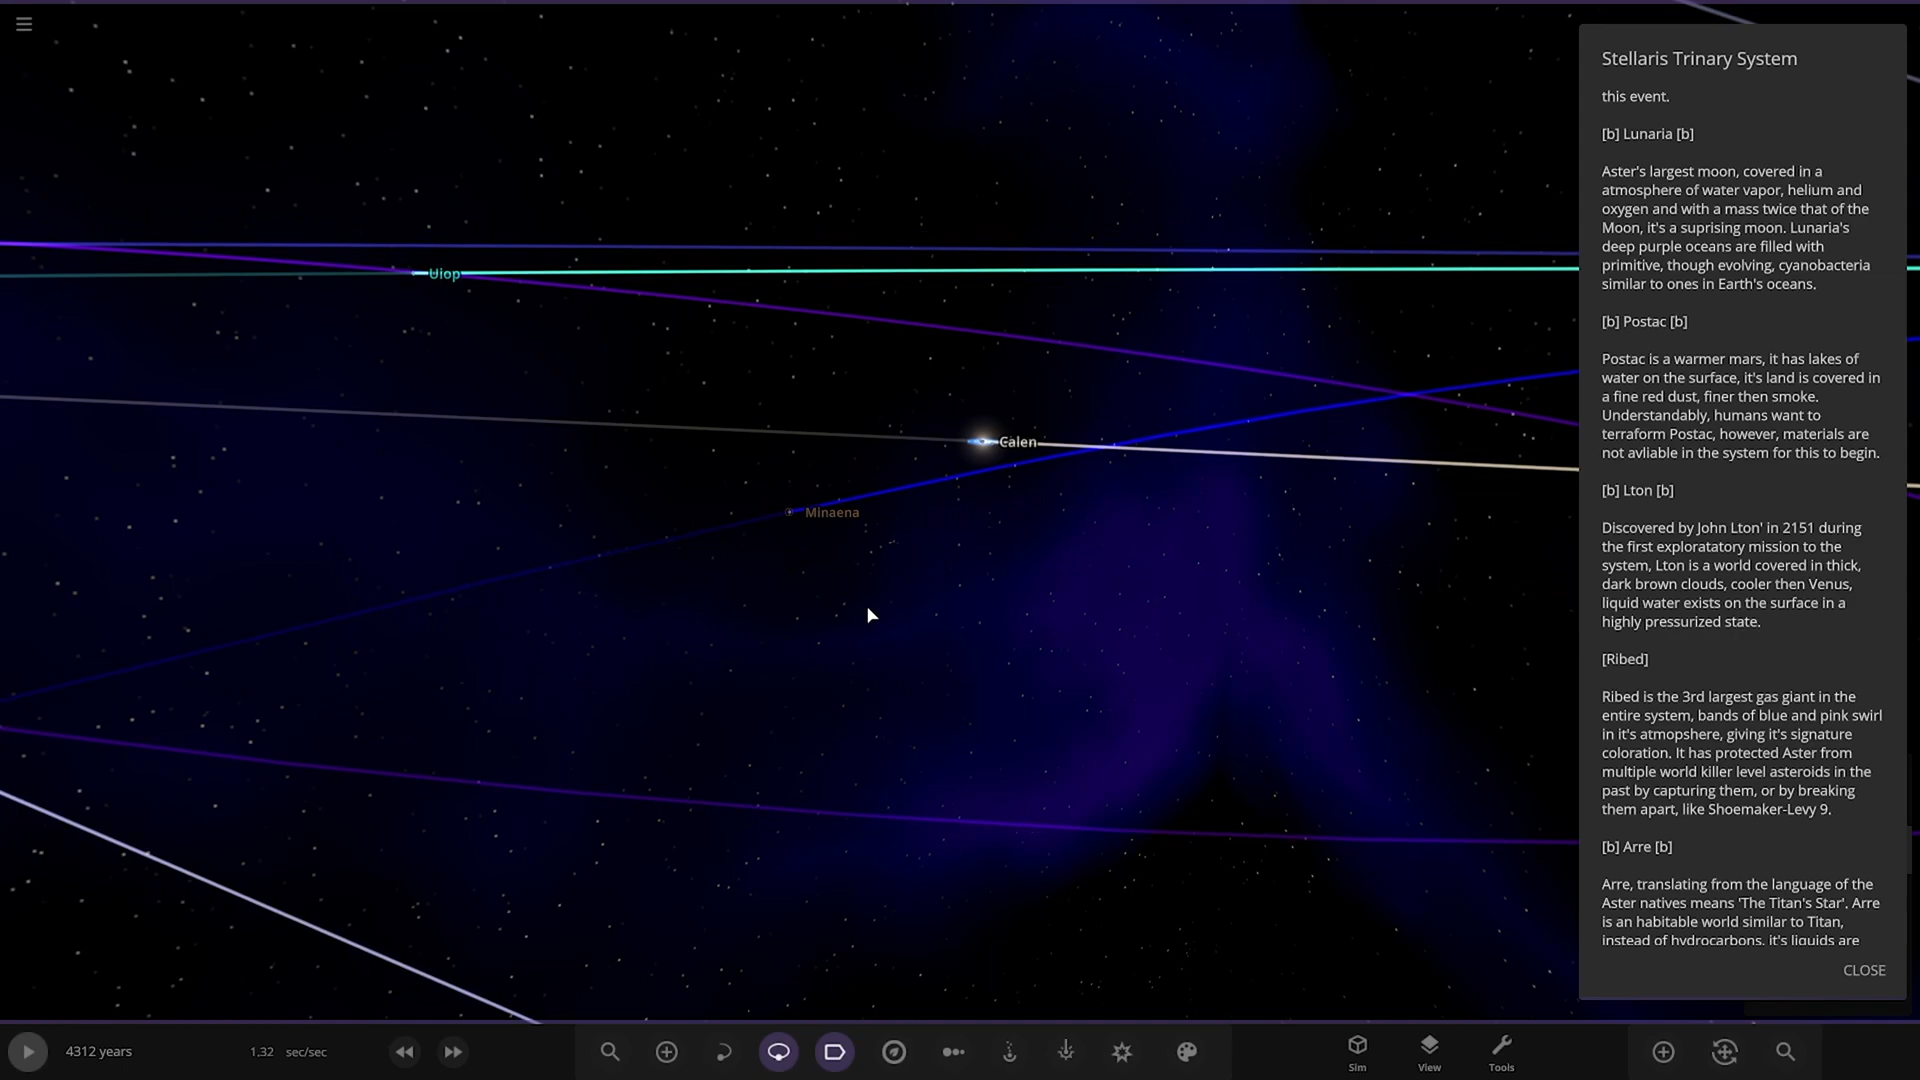 Stellaris Trinary System
this event.
[b] Lunaria [b]
Aster's largest moon, covered in a
atmosphere of water vapor, helium and
oxygen and with a mass twice that of the
Moon, it's a suprising moon. Lunaria's
deep purple oceans are filled with
primitive, though evolving, cyanobacteria
similar to ones in Earth's oceans.
[b] Postac [b]
Postac is a warmer mars, it has lakes of
water on the surface, it's land is covered in
a fine red dust, finer then smoke.
Understandably, humans want to
terraform Postac, however, materials are
not avliable in the system for this to begin.
[b] Lton [b]
Discovered by John Lton' in 2151 during
the first exploratatory mission to the
system, Lton is a world covered in thick,
dark brown clouds, cooler then Venus,
liquid water exists on the surface in a
highly pressurized state.
[Ribed]
Ribed is the 3rd largest gas giant in the
entire system, bands of blue and pink swirl
in it's atmopshere, giving it's signature
coloration. It has protected Aster from
multiple world killer level asteroids in the
past by capturing them, or by breaking
them apart, like Shoemaker-Levy 9.
[b] Arre [b]
Arre, translating from the language of the
Aster natives means 'The Titan's Star'. Arre
is an habitable world similar to Titan,
instead of hydrocarbons, it's liquids are
CLOSE
Uiop
Calen
Minaena
4312 years
1.32 sec/sec
Sim
View
Tools